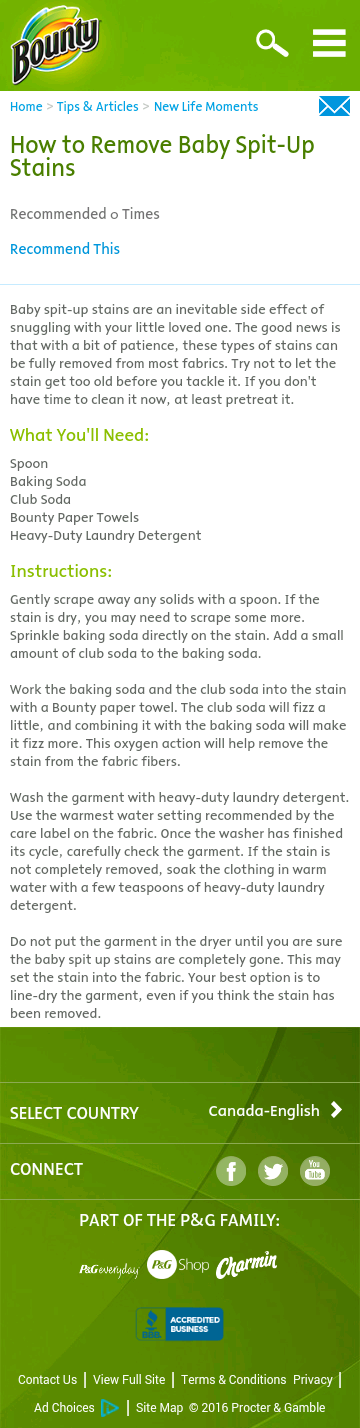 Bounty
Home > Tips & Articles > New Life Moments
How to Remove Baby Spit-Up
Stains
Recommended 0 Times
Recommend This
Baby spit-up stains are an inevitable side effect of
snuggling with your little loved one. The good news is
that with a bit of patience, these types of stains can
be fully removed from most fabrics. Try not to let the
stain get too old before you tackle it. If you don't
have time to clean it now, at least pretreat it.
What You'll Need:
Spoon
Baking Soda
Club Soda
Bounty Paper Towels
Heavy-Duty Laundry Detergent
Instructions:
Gently scrape away any solids with a spoon. If the
stain is dry, you may need to scrape some more.
Sprinkle baking soda directly on the stain. Add a small
amount of club soda to the baking soda.
Work the baking soda and the club soda into the stain
with a Bounty paper towel. The club soda will fizz a
little, and combining it with the baking soda will make
it fizz more. This oxygen action will help remove the
stain from the fabric fibers.
Wash the garment with heavy-duty laundry detergent.
Use the warmest water setting recommended by the
care label on the fabric. Once the washer has finished
its cycle, carefully check the garment. If the stain is
not completely removed, soak the clothing in warm
water with a few teaspoons of heavy-duty laundry
detergent.
Do not put the garment in the dryer until you are sure
the baby spit up stains are completely gone. This may
set the stain into the fabric. Your best option is to
line-dry the garment, even if you think the stain has
been removed.
SELECT COUNTRY Canada-English
CONNECT You Tube
PART OF THE P&G FAMILY:
P&G everyday P&G Shop Charmin
BBB ACCREDITED
BUSINESS
Contact Us | View Full Site | Terms & Conditions Privacy |
Ad Choices | Site Map © 2016 Procter & Gamble